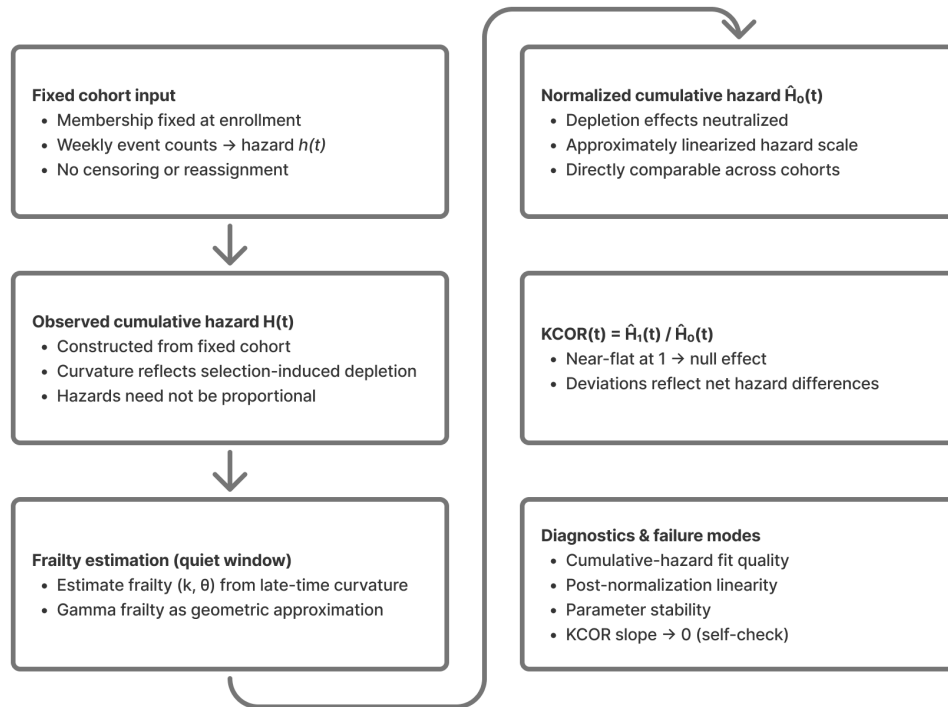 Fixed cohort input
• Membership fixed at enrollment
• Weekly event counts → hazard h(t)
• No censoring or reassignment
Observed cumulative hazard H(t)
• Constructed from fixed cohort
• Curvature reflects selection-induced depletion
• Hazards need not be proportional
Frailty estimation (quiet window)
• Estimate frailty (k, θ) from late-time curvature
• Gamma frailty as geometric approximation
Normalized cumulative hazard Ĥ₀(t)
• Depletion effects neutralized
• Approximately linearized hazard scale
• Directly comparable across cohorts
KCOR(t) = Ĥ₁(t) / Ĥ₀(t)
• Near-flat at 1 → null effect
• Deviations reflect net hazard differences
Diagnostics & failure modes
• Cumulative-hazard fit quality
• Post-normalization linearity
• Parameter stability
• KCOR slope → 0 (self-check)